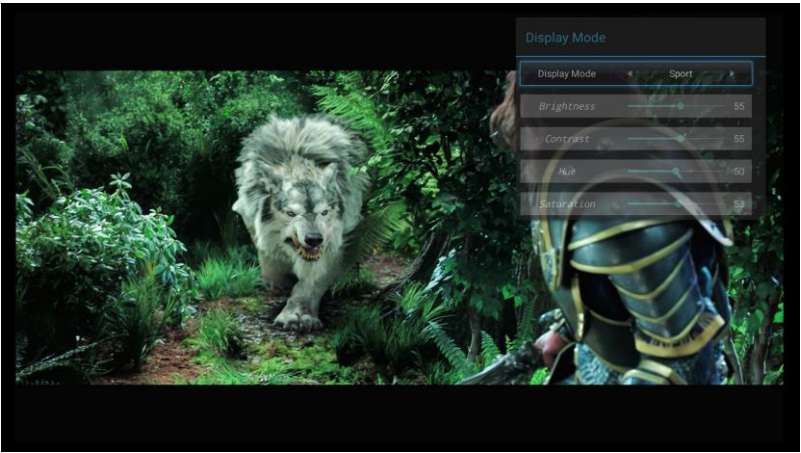 Display Mode
Display Mode Sport
Brightness 55
Contrast 55
Hue 50
Saturation 53